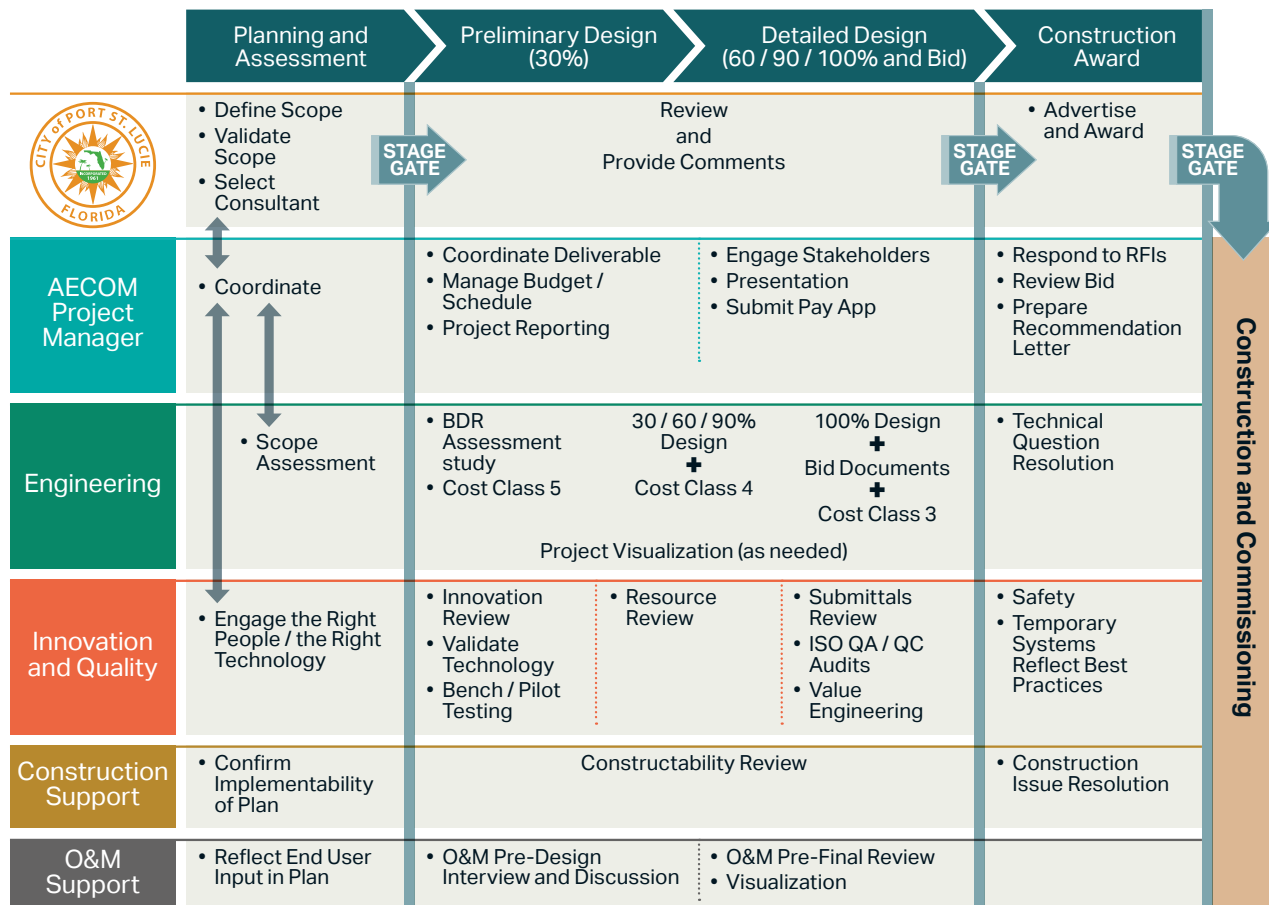 Planning and
Assessment
Preliminary Design
(30%)
Detailed Design
(60 / 90 / 100% and Bid)
Construction
Award
CITY of PORT ST. LUCIE
INCORPORATED
1961
FLORIDA
• Define Scope
• Validate
Scope
• Select
Consultant
STAGE
GATE
Review
and
Provide Comments
STAGE
GATE
• Advertise
and Award
STAGE
GATE
AECOM
Project
Manager
• Coordinate
• Coordinate Deliverable
• Manage Budget /
Schedule
• Project Reporting
• Engage Stakeholders
• Presentation
• Submit Pay App
• Respond to RFIs
• Review Bid
• Prepare
Recommendation
Letter
Engineering
• Scope
Assessment
• BDR
Assessment
study
• Cost Class 5
30 / 60 / 90%
Design
+
Cost Class 4
100% Design
+
Bid Documents
+
Cost Class 3
Project Visualization (as needed)
• Technical
Question
Resolution
Innovation
and Quality
• Engage the Right
People / the Right
Technology
• Innovation
Review
• Validate
Technology
• Bench / Pilot
Testing
• Resource
Review
• Submittals
Review
• ISO QA / QC
Audits
• Value
Engineering
• Safety
• Temporary
Systems
Reflect Best
Practices
Construction
Support
• Confirm
Implementability
of Plan
Constructability Review
• Construction
Issue Resolution
O&M
Support
• Reflect End User
Input in Plan
• O&M Pre-Design
Interview and Discussion
• O&M Pre-Final Review
• Visualization
Construction and Commissioning